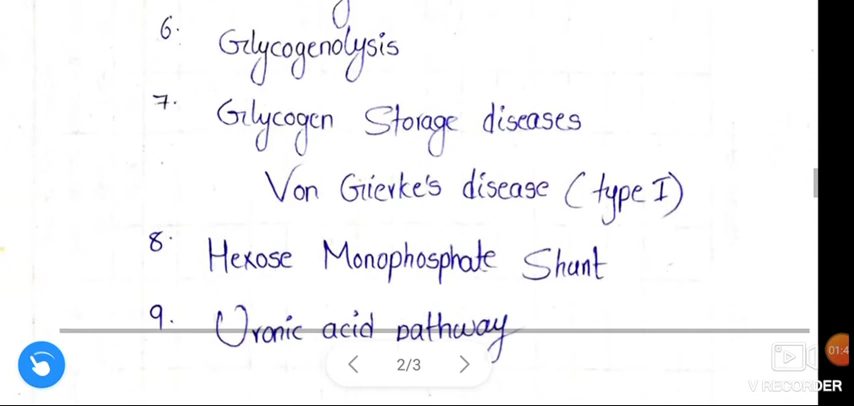 6. Glycogenolysis
7. Glycogen Storage diseases
Von Gierke's disease (type I)
8. Hexose Monophosphate Shunt
9. Uronic acid pathway
2/3
01:4
V RECORDER